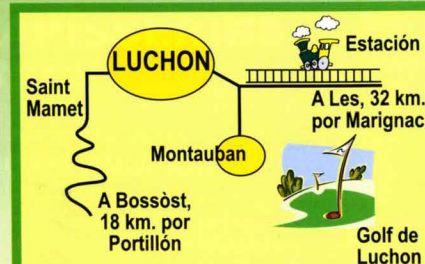 LUCHON
Estación
Saint
Mamet
A Les, 32 km.
por Marignac
Montauban
A Bossòst,
18 km. por
Portillón
Golf de
Luchon